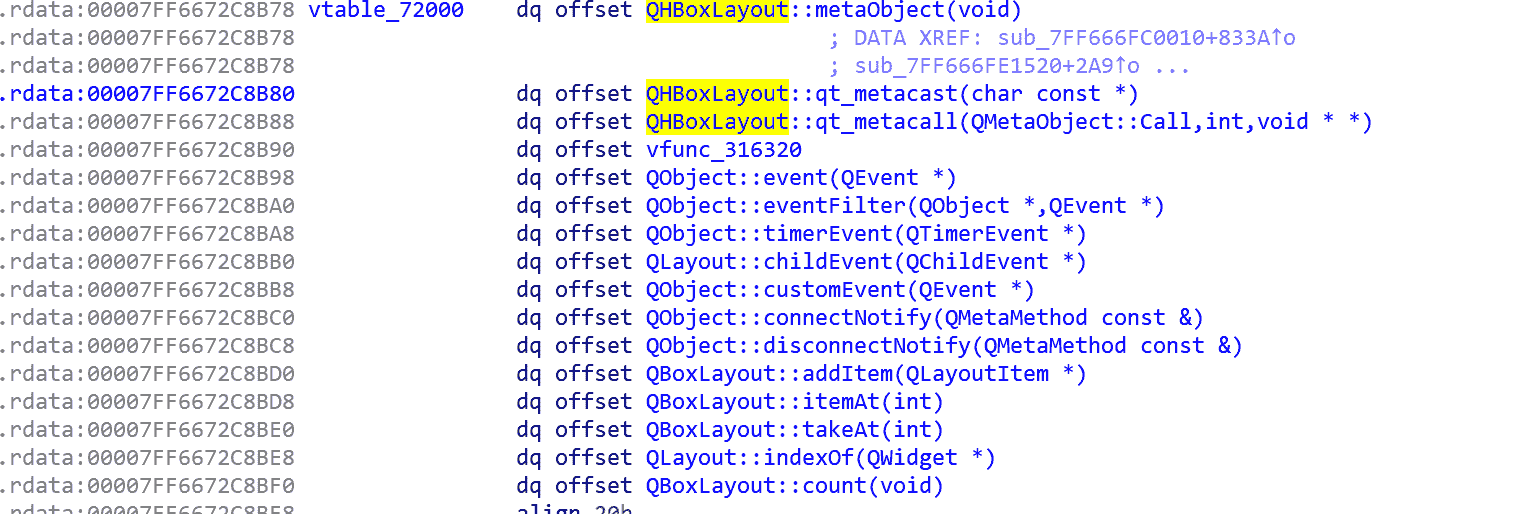 .rdata:00007FF6672C8B78 vtable_72000 dq offset QHBoxLayout::metaObject(void)
.rdata:00007FF6672C8B78 ; DATA XREF: sub_7FF666FC0010+833A↑o
.rdata:00007FF6672C8B78 ; sub_7FF666FE1520+2A9↑o ...
.rdata:00007FF6672C8B80 dq offset QHBoxLayout::qt_metacast(char const *)
.rdata:00007FF6672C8B88 dq offset QHBoxLayout::qt_metacall(QMetaObject::Call,int,void * *)
.rdata:00007FF6672C8B90 dq offset vfunc_316320
.rdata:00007FF6672C8B98 dq offset QObject::event(QEvent *)
.rdata:00007FF6672C8BA0 dq offset QObject::eventFilter(QObject *,QEvent *)
.rdata:00007FF6672C8BA8 dq offset QObject::timerEvent(QTimerEvent *)
.rdata:00007FF6672C8BB0 dq offset QLayout::childEvent(QChildEvent *)
.rdata:00007FF6672C8BB8 dq offset QObject::customEvent(QEvent *)
.rdata:00007FF6672C8BC0 dq offset QObject::connectNotify(QMetaMethod const &)
.rdata:00007FF6672C8BC8 dq offset QObject::disconnectNotify(QMetaMethod const &)
.rdata:00007FF6672C8BD0 dq offset QBoxLayout::addItem(QLayoutItem *)
.rdata:00007FF6672C8BD8 dq offset QBoxLayout::itemAt(int)
.rdata:00007FF6672C8BE0 dq offset QBoxLayout::takeAt(int)
.rdata:00007FF6672C8BE8 dq offset QLayout::indexOf(QWidget *)
.rdata:00007FF6672C8BF0 dq offset QBoxLayout::count(void)
.rdata:00007FF6672C8BF8 align 20h